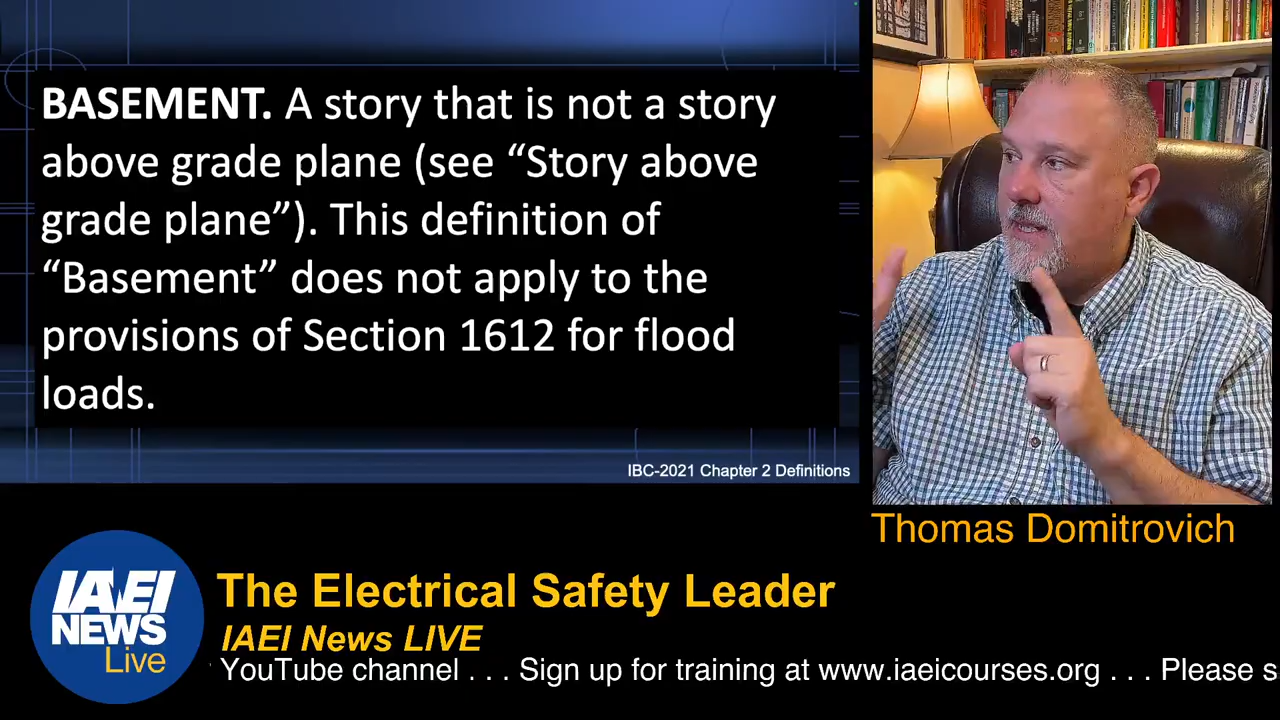 BASEMENT. A story that is not a story
above grade plane (see “Story above
grade plane”). This definition of
“Basement” does not apply to the
provisions of Section 1612 for flood
loads.
IBC-2021 Chapter 2 Definitions
Thomas Domitrovich
IAEI
NEWS
Live
The Electrical Safety Leader
IAEI News LIVE
YouTube channel . . . Sign up for training at www.iaeicourses.org . . . Please s